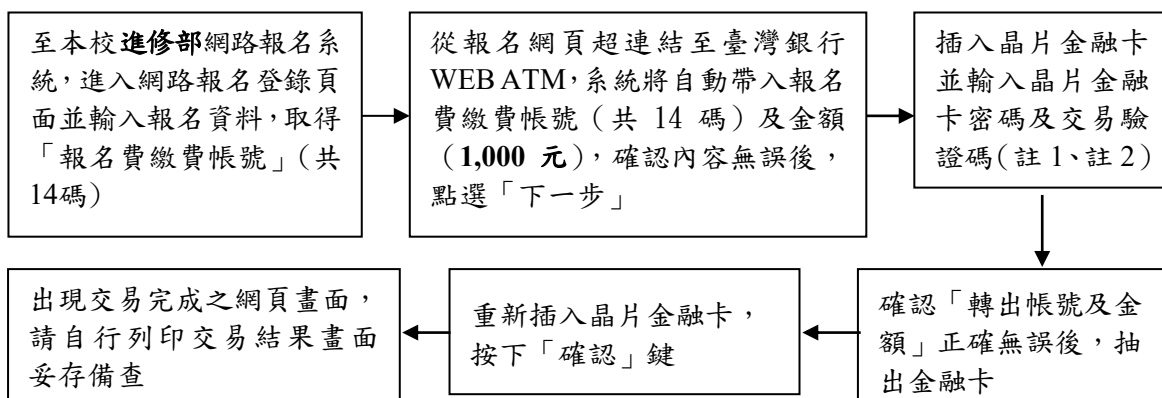 至本校進修部網路報名系
統，進入網路報名登錄頁
面並輸入報名資料，取得
「報名費繳費帳號」（共
14碼）
從報名網頁超連結至臺灣銀行
WEB ATM，系統將自動帶入報名
費繳費帳號（共 14 碼）及金額
（1,000 元），確認內容無誤後，
點選「下一步」
插入晶片金融卡
並輸入晶片金融
卡密碼及交易驗
證碼（註 1、註 2）
確認「轉出帳號及金
額」正確無誤後，抽
出金融卡
重新插入晶片金融卡，
按下「確認」鍵
出現交易完成之網頁畫面，
請自行列印交易結果畫面
妥存備查